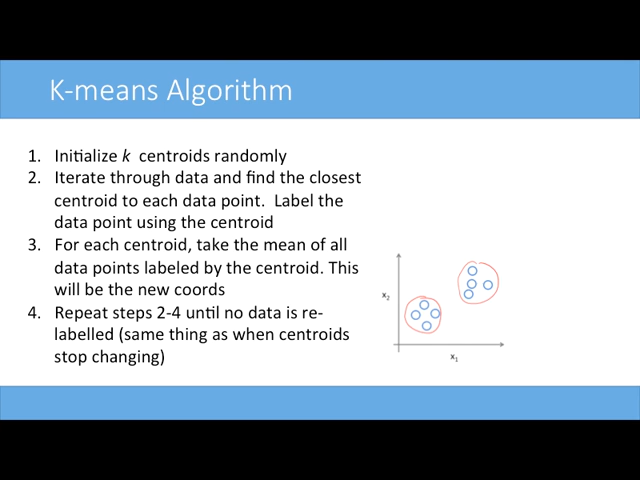 K-means Algorithm
1. Initialize k centroids randomly
2. Iterate through data and find the closest
centroid to each data point. Label the
data point using the centroid
3. For each centroid, take the mean of all
data points labeled by the centroid. This
will be the new coords
4. Repeat steps 2-4 until no data is re-
labelled (same thing as when centroids
stop changing)
x₂
x₁